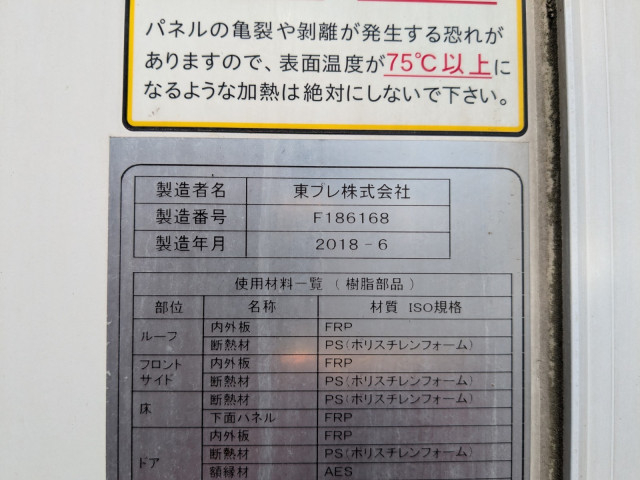 パネルの亀裂や剥離が発生する恐れが
ありますので、表面温度が75℃以上に
なるような加熱は絶対にしないで下さい。
製造者名 東プレ株式会社
製造番号 F186168
製造年月 2018-6
使用材料一覧 (樹脂部品)
部位 名称 材質 ISO規格
ルーフ 内外板 FRP
断熱材 PS(ポリスチレンフォーム)
フロント サイド 内外板 FRP
断熱材 PS(ポリスチレンフォーム)
床 断熱材 PS(ポリスチレンフォーム)
下面パネル FRP
ドア 内外板 FRP
断熱材 PS(ポリスチレンフォーム)
額縁材 AES